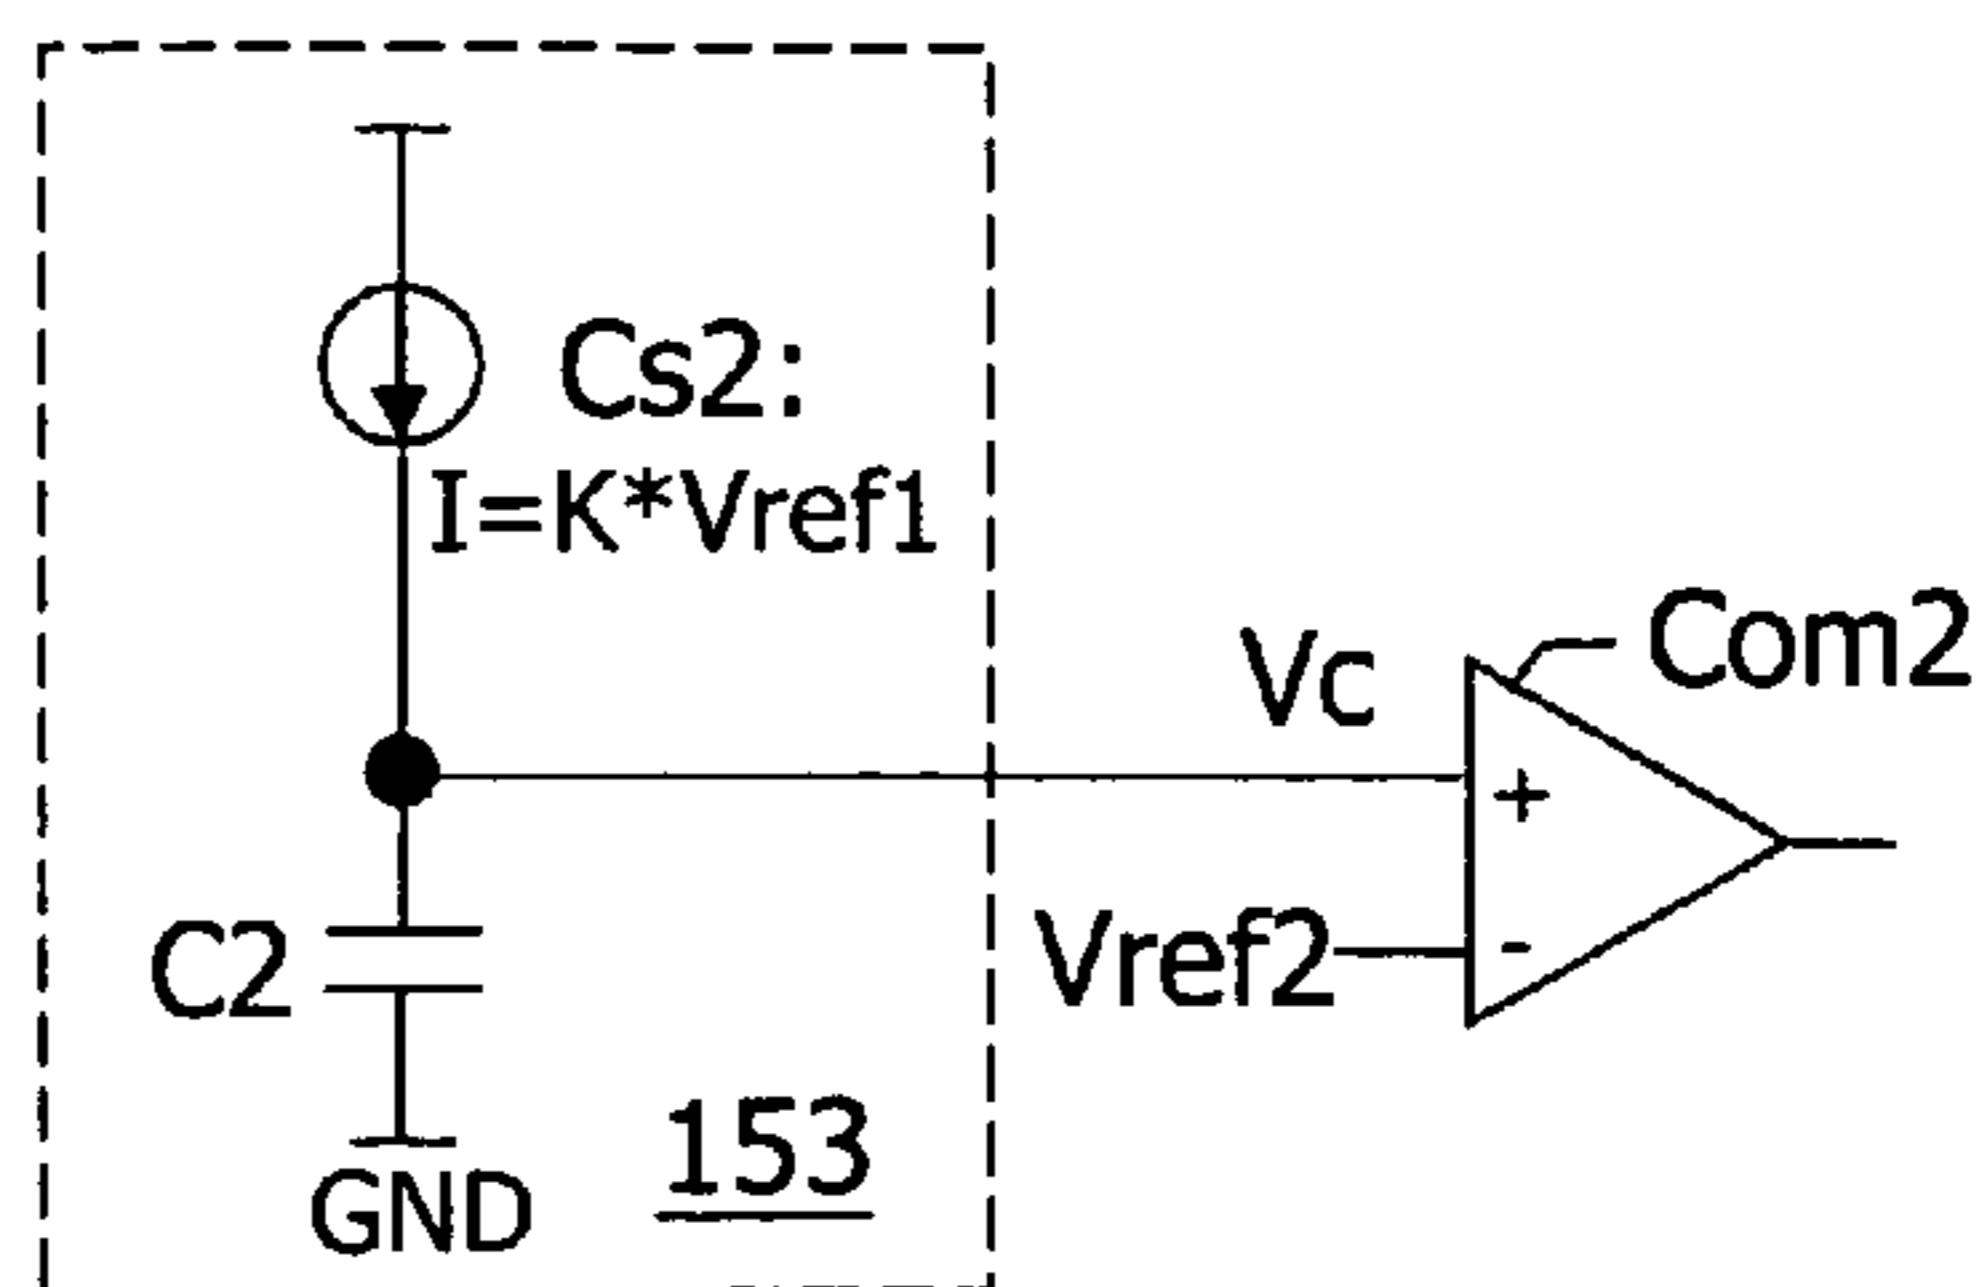 Cs2:
I=K*Vref1
Com2
Vc
+
C2
Vref2
-
153
GND